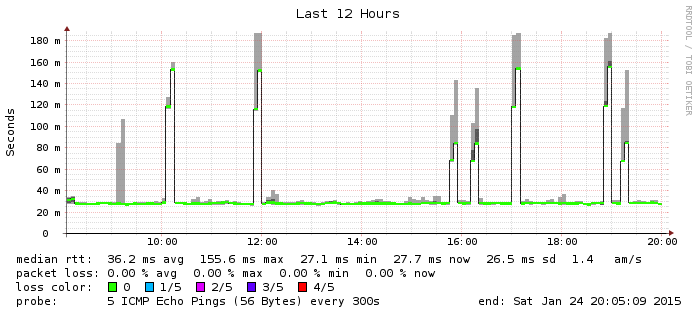 Last 12 Hours
RRDTOOL / TOBI OETIKER
Seconds
180 m
160 m
140 m
120 m
100 m
80 m
60 m
40 m
20 m
0
10:00 12:00 14:00 16:00 18:00 20:00
median rtt: 36.2 ms avg 155.6 ms max 27.1 ms min 27.7 ms now 26.5 ms sd 1.4 am/s
packet loss: 0.00 % avg 0.00 % max 0.00 % min 0.00 % now
loss color: 0 1/5 2/5 3/5 4/5
probe: 5 ICMP Echo Pings (56 Bytes) every 300s end: Sat Jan 24 20:05:09 2015